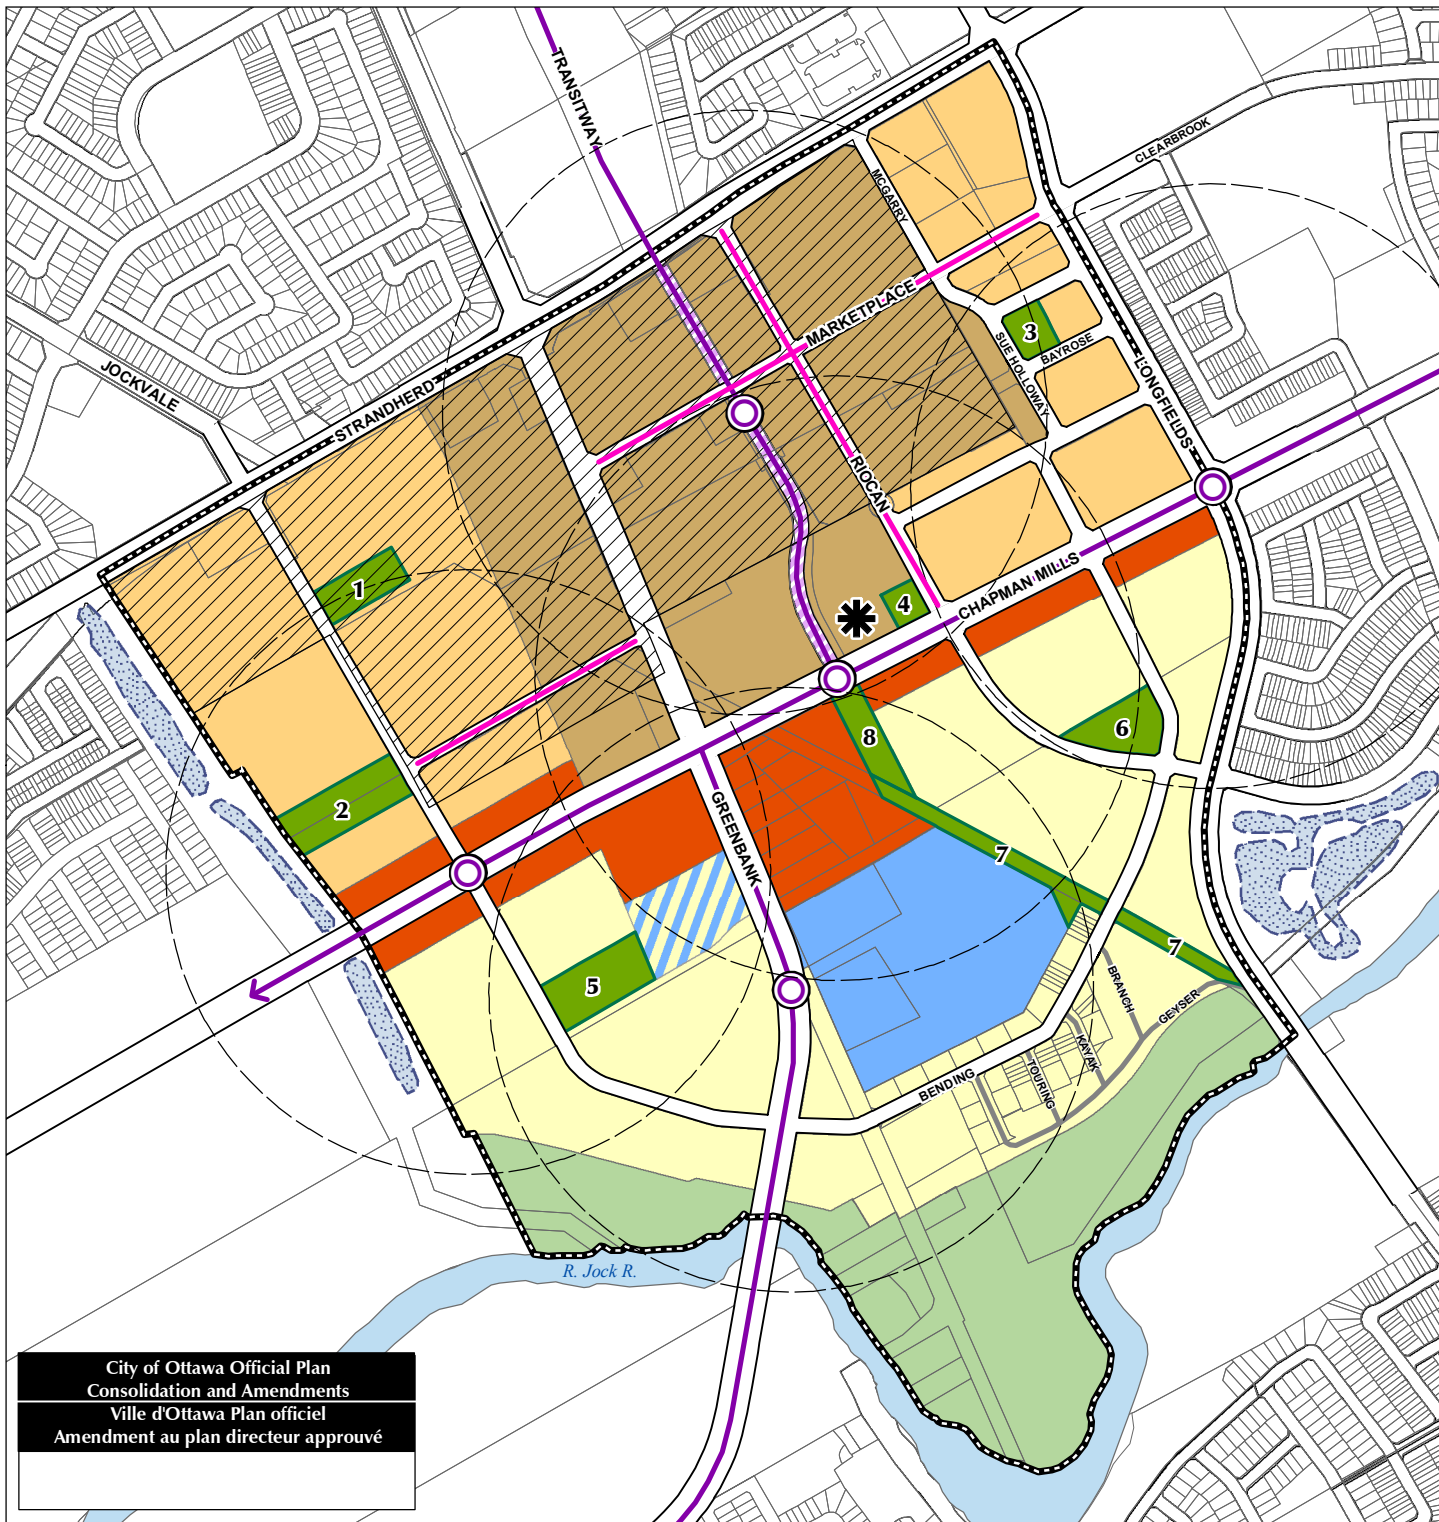 TRANSITWAY
CLEARBROOK
MCGARRY
MARKETPLACE
3
SUE HOLLOWAY
BAYROSE
LONGFIELDS
JOCKVALE
STRANDHERD
RIOCAN
1
4
CHAPMAN MILLS
6
8
2
GREENBANK
7
7
5
BRANCH
GEYSER
KAYAK
TOURING
BENDING
R. Jock R.
City of Ottawa Official Plan
Consolidation and Amendments
Ville d'Ottawa Plan officiel
Amendment au plan directeur approuvé